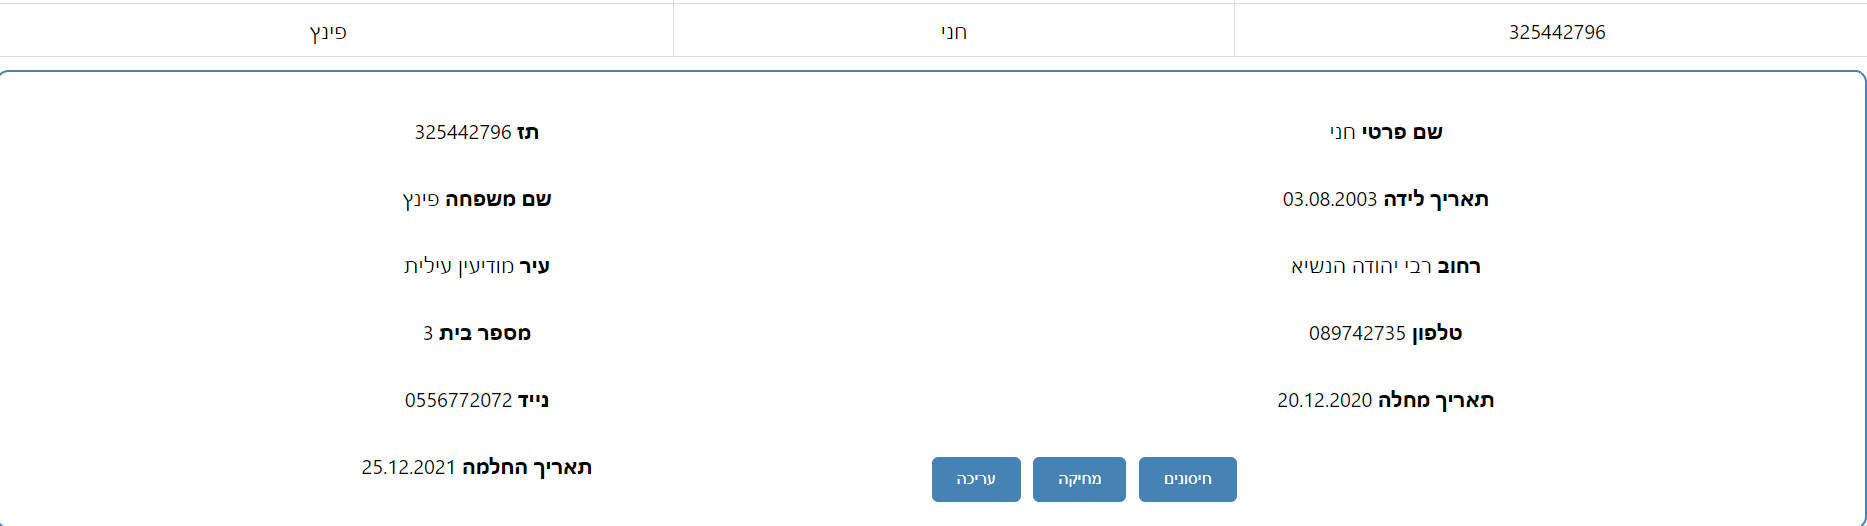 325442796 חני פינץ
שם פרטי חני
תז 325442796
תאריך לידה 03.08.2003
שם משפחה פינץ
רחוב רבי יהודה הנשיא
עיר מודיעין עילית
טלפון 089742735
מספר בית 3
תאריך מחלה 20.12.2020
נייד 0556772072
תאריך החלמה 25.12.2021
חיסונים
מחיקה
עריכה